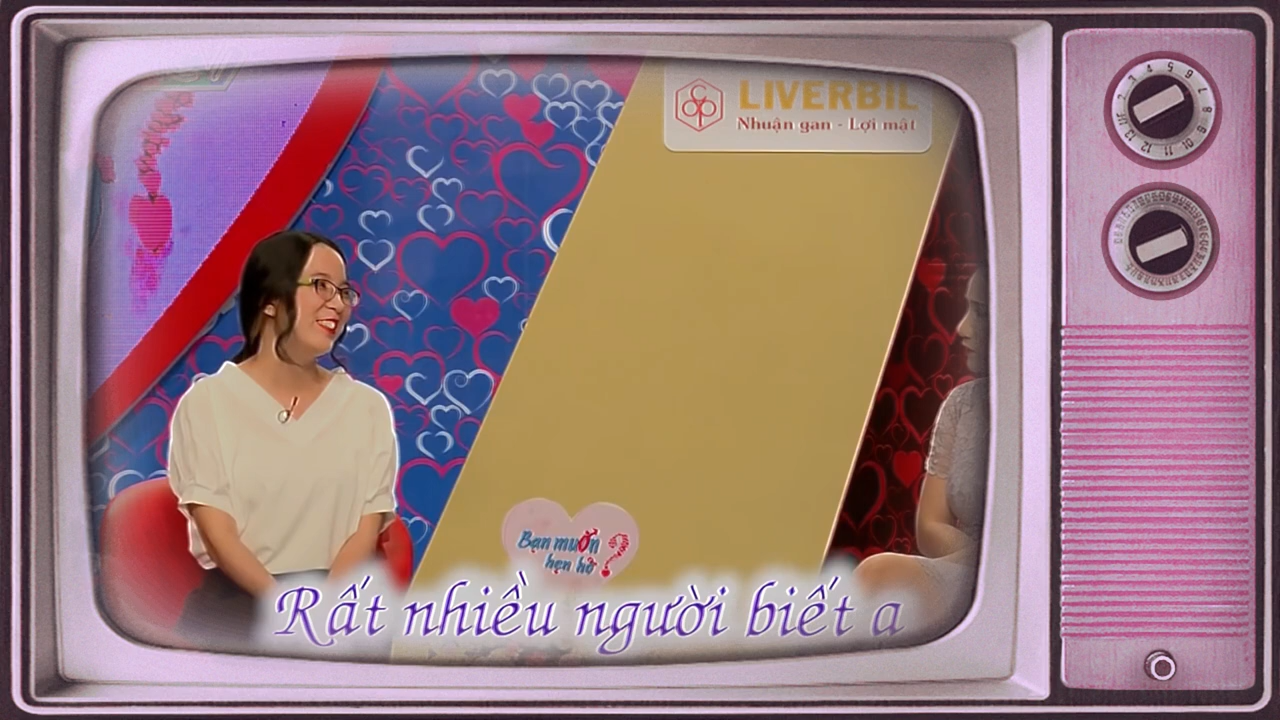 LIVERBIL
Nhuận gan - Lợi mật
Bạn muốn
hẹn hò ?
Rất nhiều người biết a